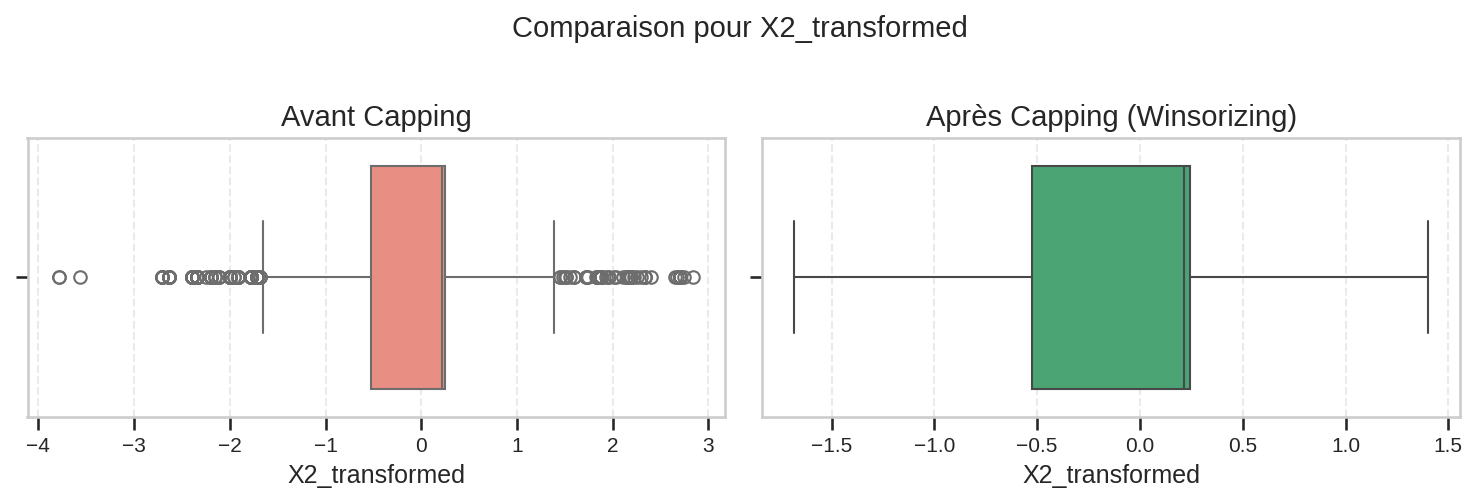 Comparaison pour X2_transformed
Avant Capping
−4 −3 −2 −1 0 1 2 3
X2_transformed
Après Capping (Winsorizing)
−1.5 −1.0 −0.5 0.0 0.5 1.0 1.5
X2_transformed